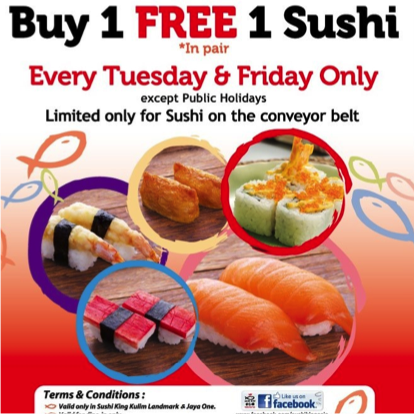 Buy 1 FREE 1 Sushi
*In pair
Every Tuesday & Friday Only
except Public Holidays
Limited only for Sushi on the conveyor belt
Terms & Conditions :
Valid only in Sushi King Kulim Landmark & Jaya One.
Like us on
facebook